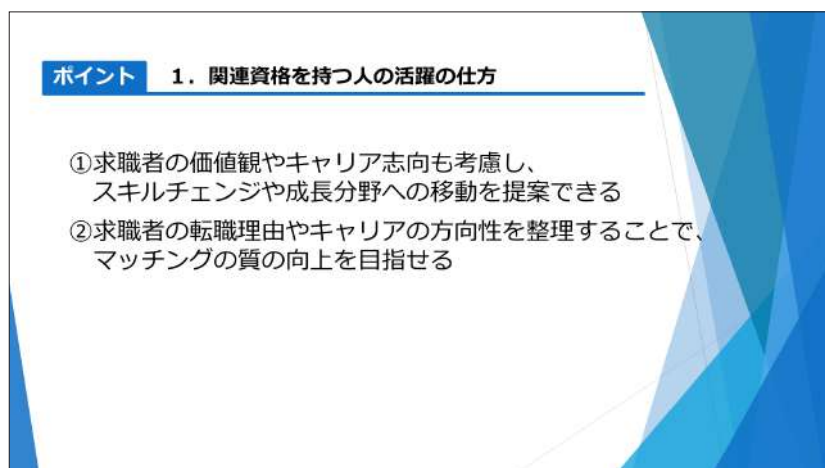 ポイント
1．関連資格を持つ人の活躍の仕方
①求職者の価値観やキャリア志向も考慮し、
スキルチェンジや成長分野への移動を提案できる
②求職者の転職理由やキャリアの方向性を整理することで、
マッチングの質の向上を目指せる